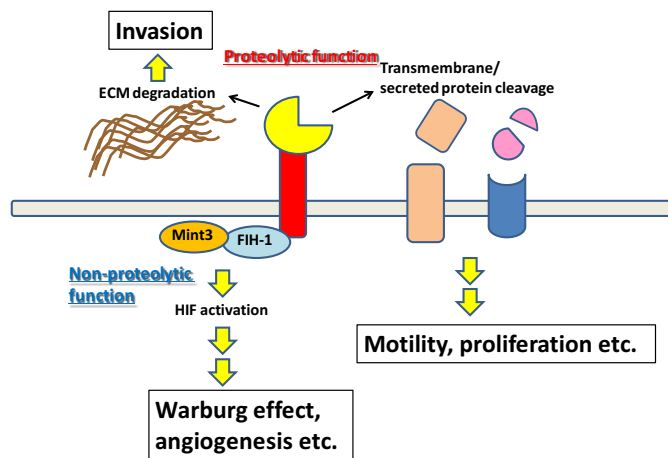 Invasion
Proteolytic function
ECM degradation
Transmembrane/
secreted protein cleavage
Mint3
FIH-1
Non-proteolytic
function
HIF activation
Motility, proliferation etc.
Warburg effect,
angiogenesis etc.